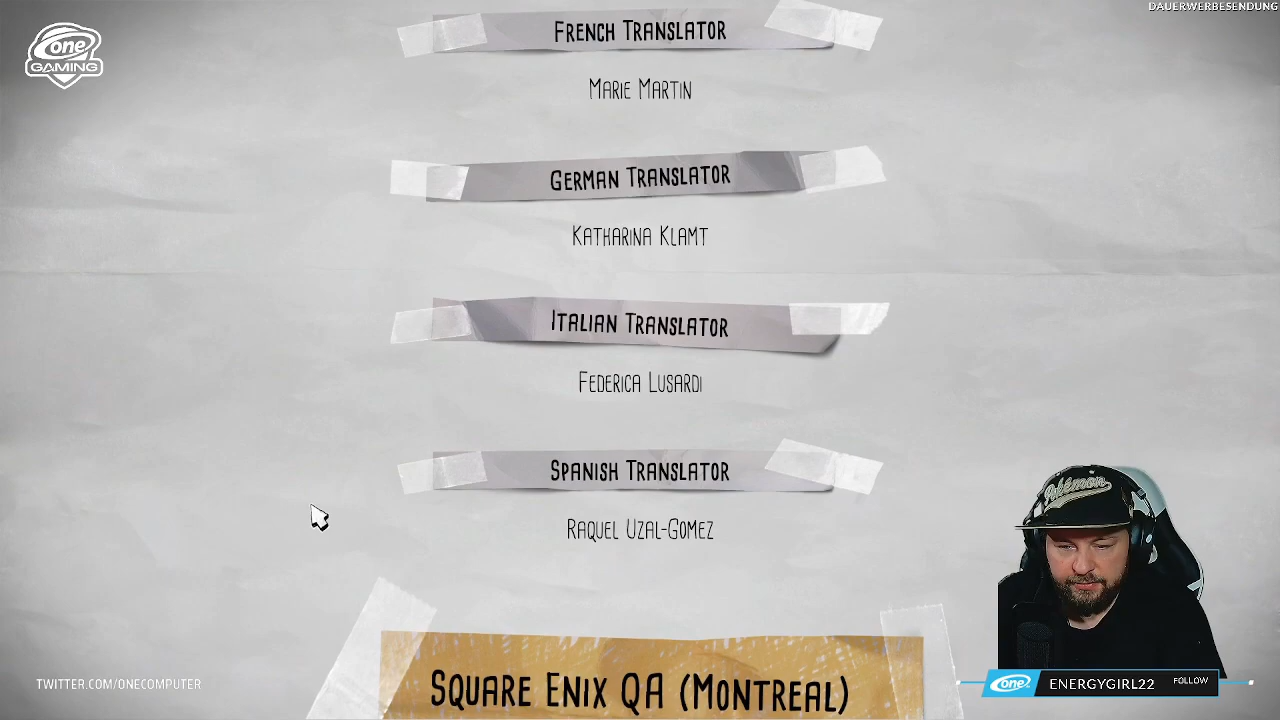 DAUERWERBESENDUNG
one
GAMING
FRENCH TRANSLATOR
MARIE MARTIN
GERMAN TRANSLATOR
KATHARINA KLAMT
ITALIAN TRANSLATOR
FEDERICA LUSARDI
SPANISH TRANSLATOR
RAQUEL UZAL-GOMEZ
Pokémon
SQUARE ENIX QA (MONTREAL)
TWITTER.COM/ONECOMPUTER
one
ENERGYGIRL22
FOLLOW